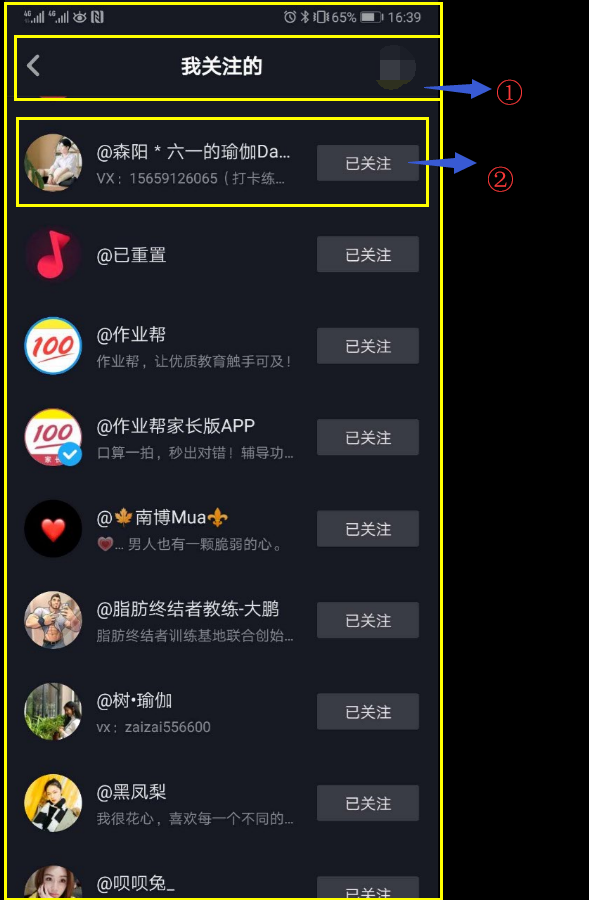 4G 4G 65% 16:39
我关注的
①
@森阳 * 六一的瑜伽Da...
VX：15659126065（打卡练...
已关注
②
@已重置
已关注
100
@作业帮
作业帮，让优质教育触手可及！
已关注
100
家长
@作业帮家长版APP
口算一拍，秒出对错！辅导功...
已关注
@🍁南博Mua⚜
💗... 男人也有一颗脆弱的心。
已关注
@脂肪终结者教练-大鹏
脂肪终结者训练基地联合创始...
已关注
@树•瑜伽
vx：zaizai556600
已关注
@黑凤梨
我很花心，喜欢每一个不同的...
已关注
@呗呗兔_
已关注